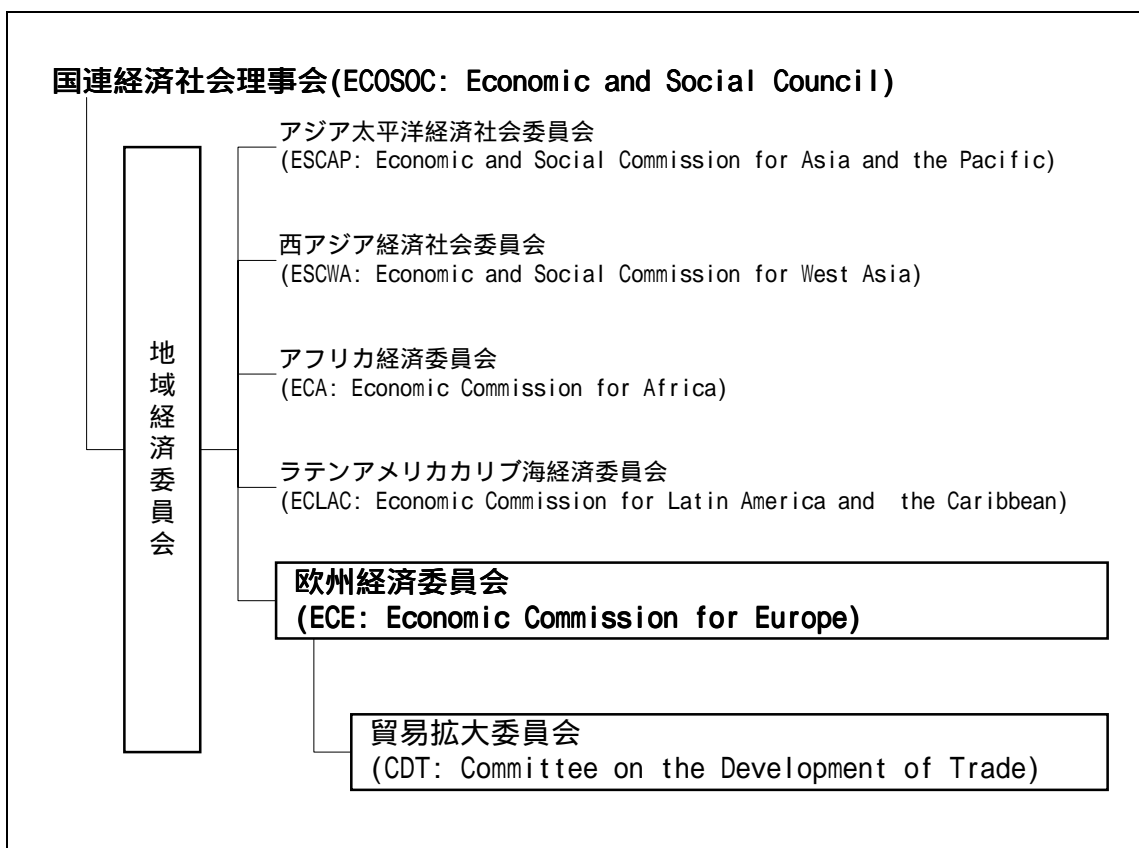 国連経済社会理事会(ECOSOC: Economic and Social Council)
アジア太平洋経済社会委員会
(ESCAP: Economic and Social Commission for Asia and the Pacific)
西アジア経済社会委員会
(ESCWA: Economic and Social Commission for West Asia)
地域経済委員会
アフリカ経済委員会
(ECA: Economic Commission for Africa)
ラテンアメリカカリブ海経済委員会
(ECLAC: Economic Commission for Latin America and the Caribbean)
欧州経済委員会
(ECE: Economic Commission for Europe)
貿易拡大委員会
(CDT: Committee on the Development of Trade)